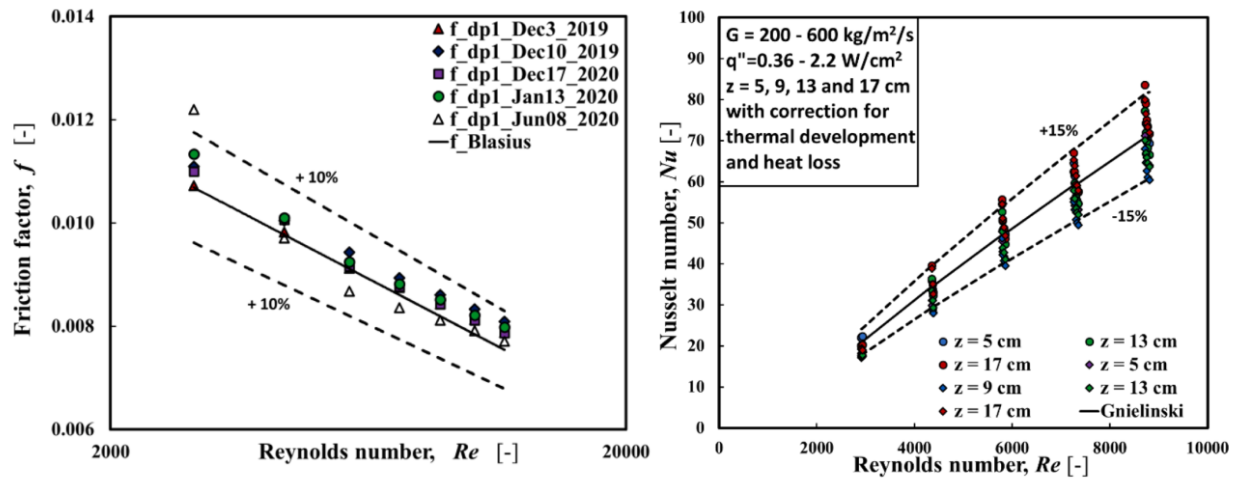 0.014
0.012
0.010
0.008
0.006
Friction factor, f [-]
f_dp1_Dec3_2019
f_dp1_Dec10_2019
f_dp1_Dec17_2020
f_dp1_Jan13_2020
f_dp1_Jun08_2020
f_Blasius
+ 10%
+ 10%
2000
20000
Reynolds number, Re [-]
100
90
80
70
60
50
40
30
20
10
0
Nusselt number, Nu [-]
G = 200 - 600 kg/m²/s
q"=0.36 - 2.2 W/cm²
z = 5, 9, 13 and 17 cm
with correction for
thermal development
and heat loss
+15%
-15%
z = 5 cm
z = 13 cm
z = 17 cm
z = 5 cm
z = 9 cm
z = 13 cm
z = 17 cm
Gnielinski
0
2000
4000
6000
8000
10000
Reynolds number, Re [-]